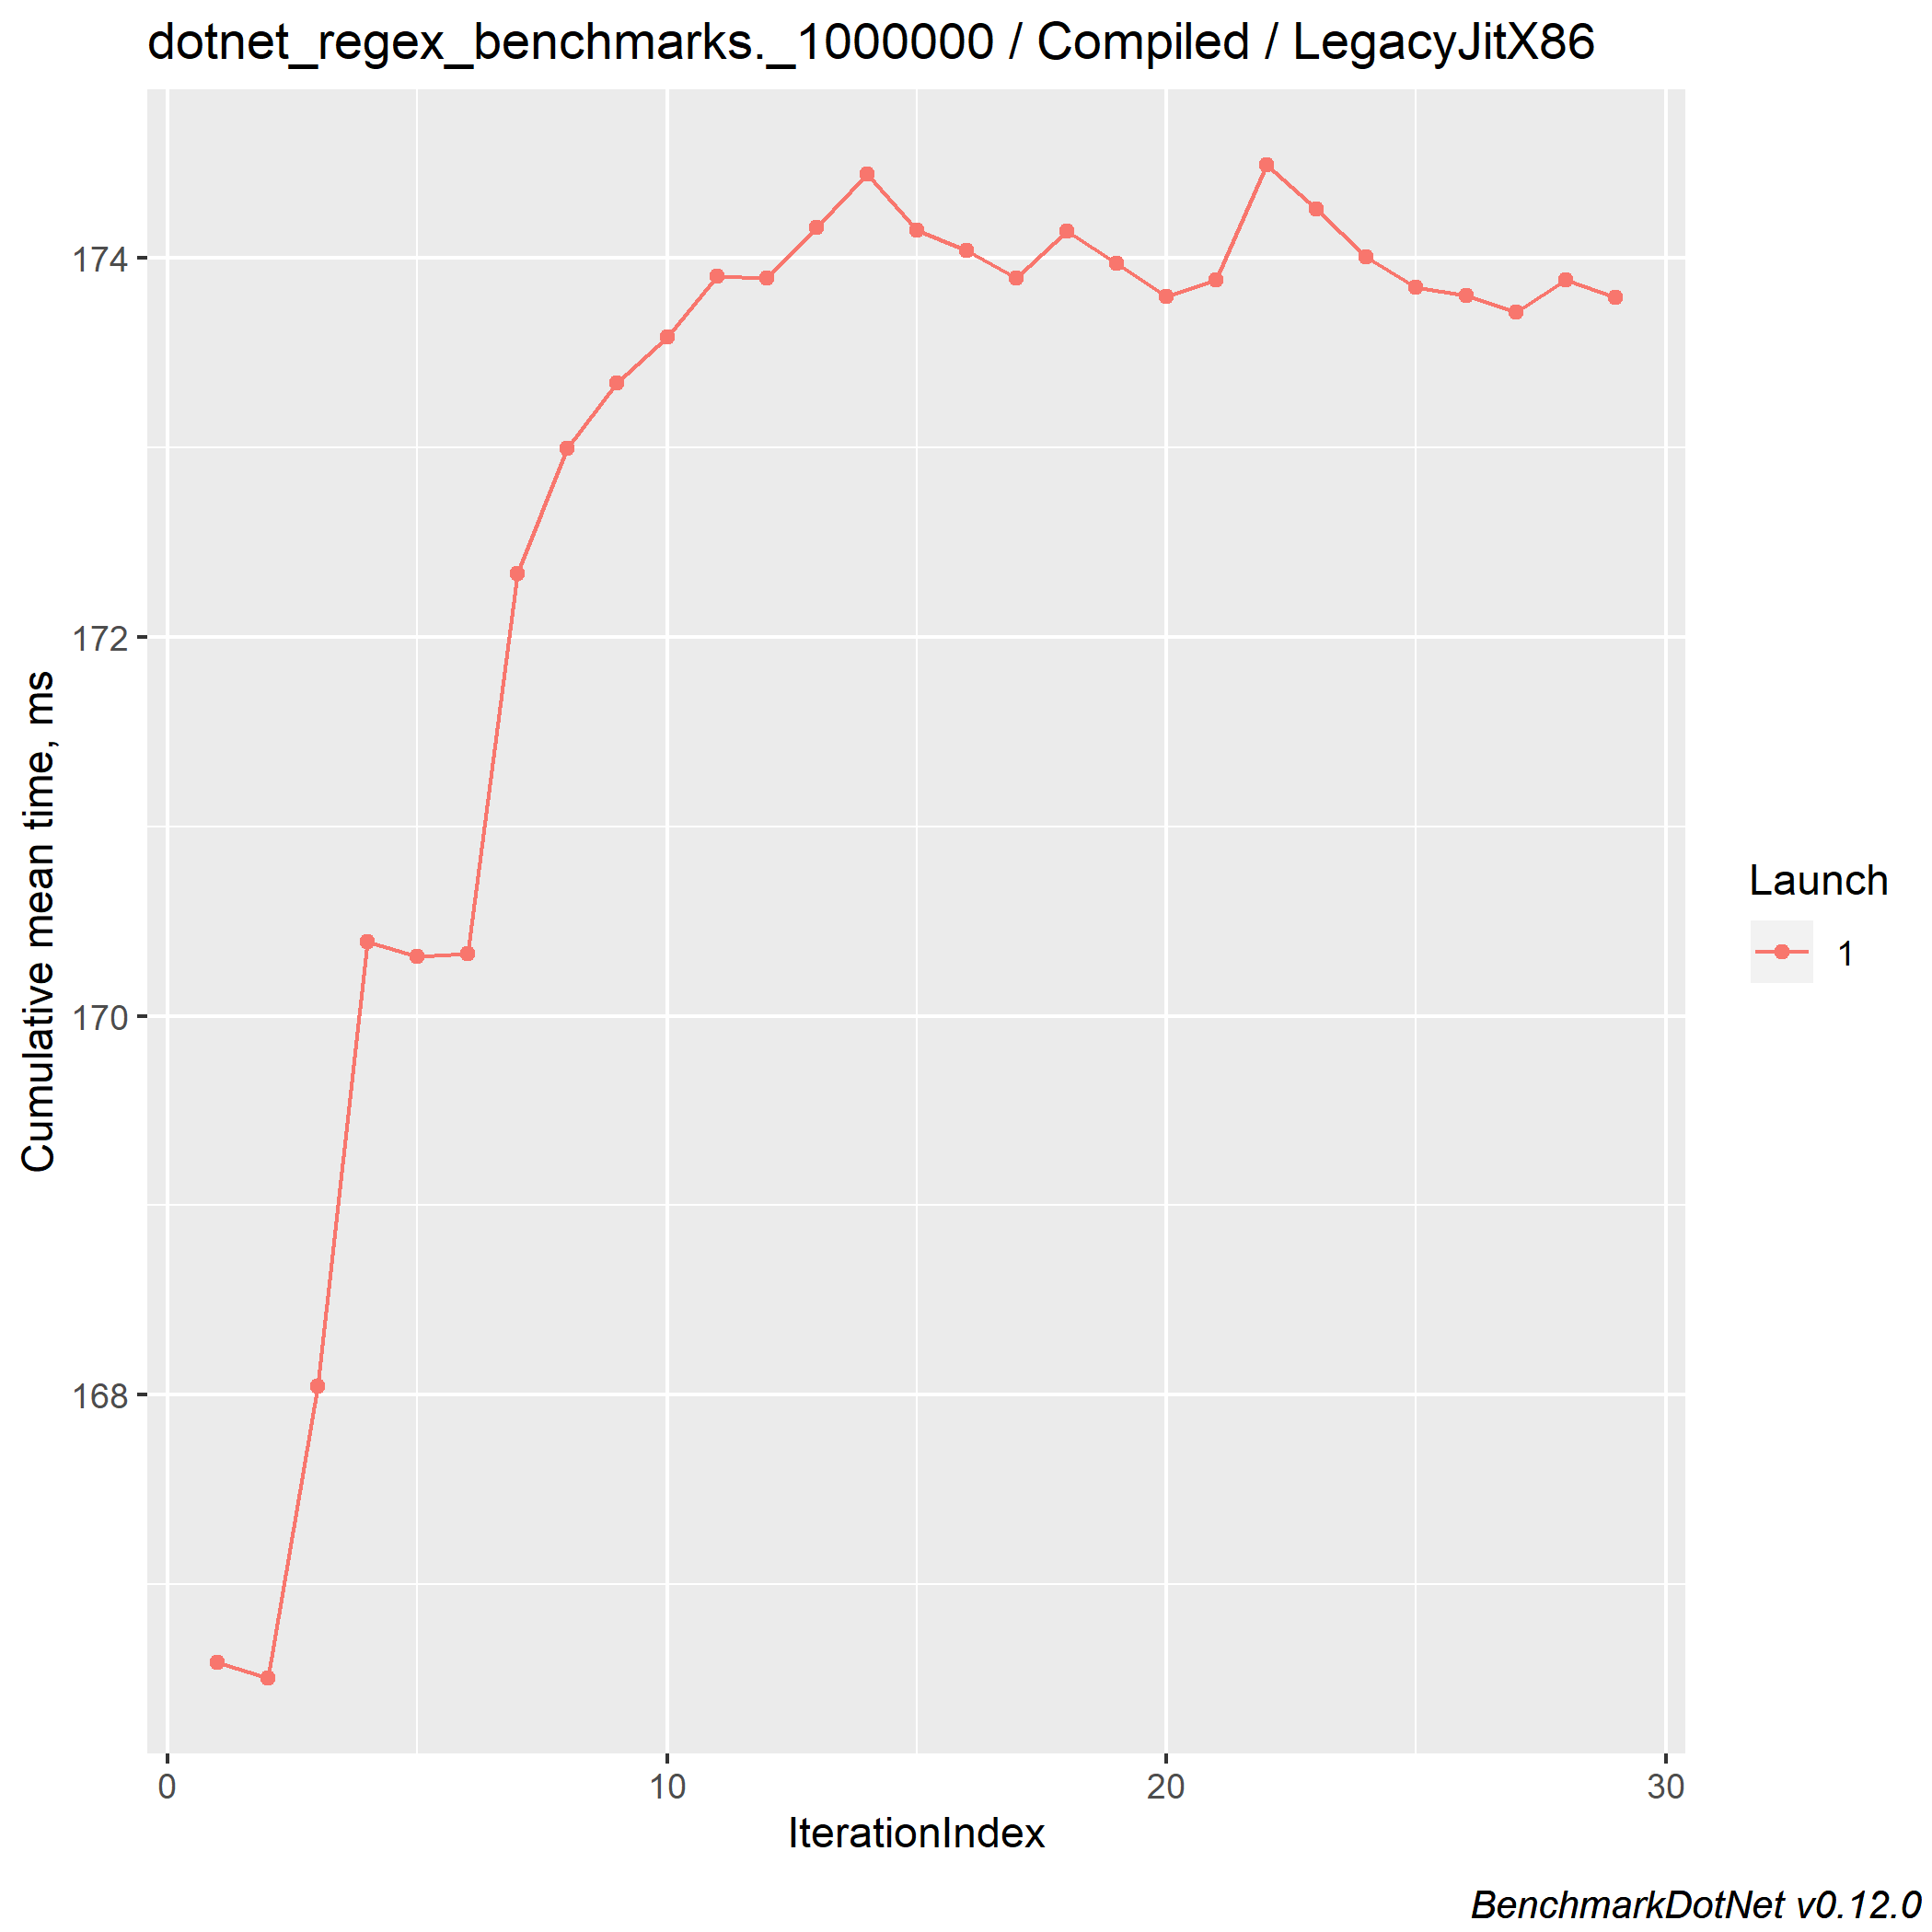 dotnet_regex_benchmarks._1000000 / Compiled / LegacyJitX86
Cumulative mean time, ms
174
172
170
168
0 10 20 30
IterationIndex
Launch
1
BenchmarkDotNet v0.12.0